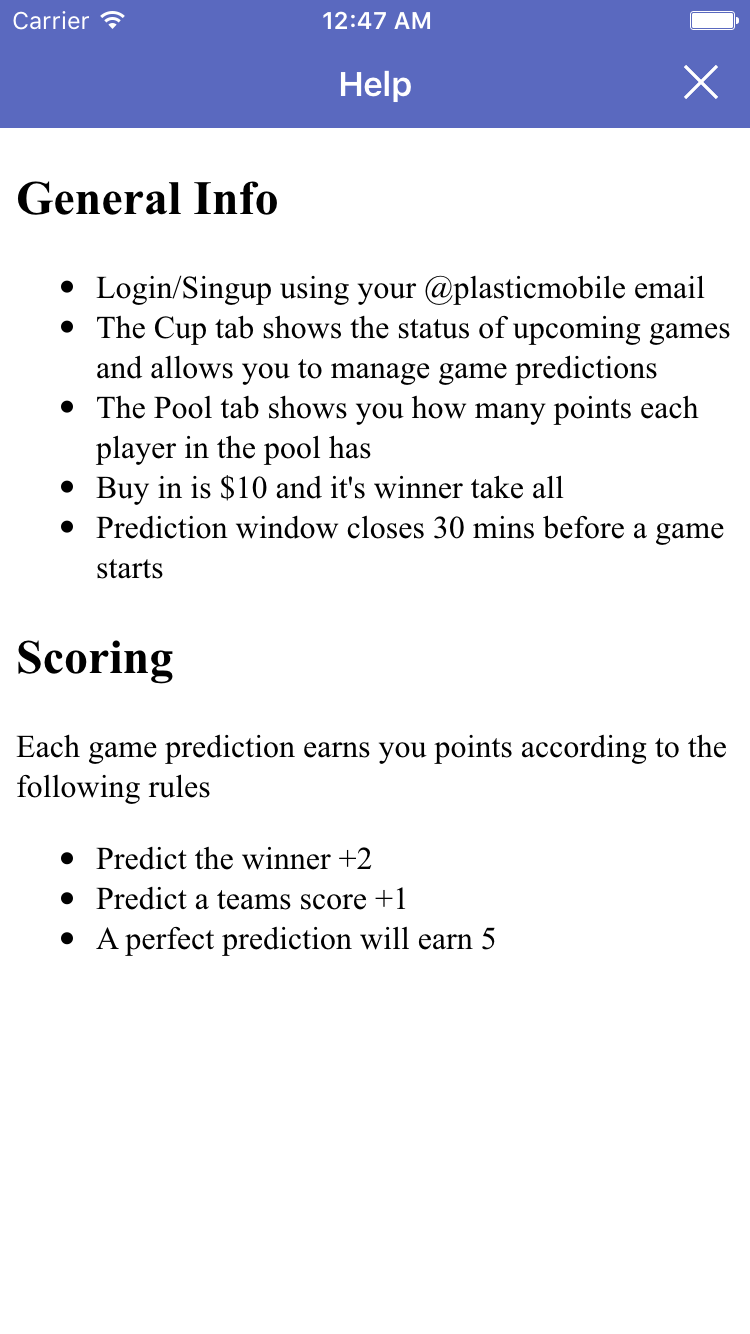 Carrier 12:47 AM
Help
General Info
Login/Singup using your @plasticmobile email
The Cup tab shows the status of upcoming games
and allows you to manage game predictions
The Pool tab shows you how many points each
player in the pool has
Buy in is $10 and it's winner take all
Prediction window closes 30 mins before a game
starts
Scoring
Each game prediction earns you points according to the
following rules
Predict the winner +2
Predict a teams score +1
A perfect prediction will earn 5